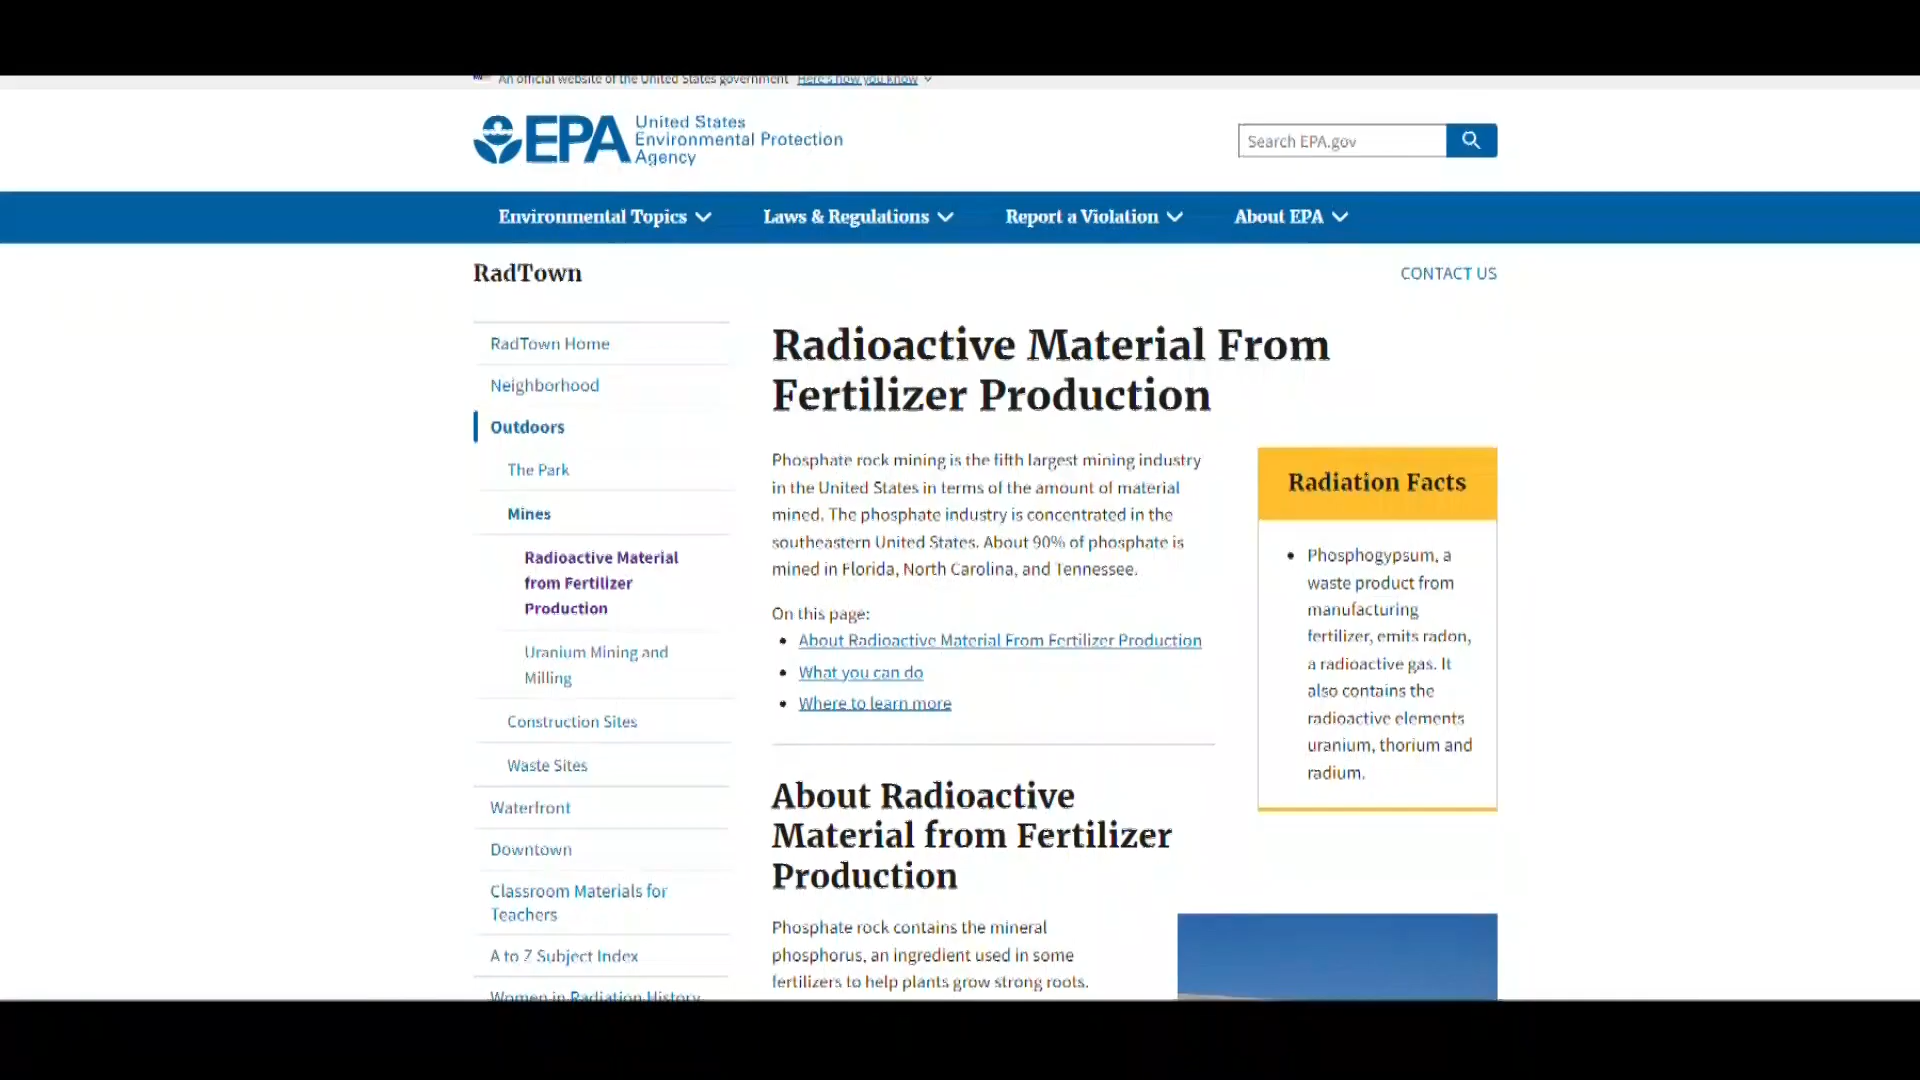 An official website of the United States government Here's how you know
EPA United States
Environmental Protection
Agency
Search EPA.gov
Environmental Topics
Laws & Regulations
Report a Violation
About EPA
RadTown
CONTACT US
RadTown Home
Neighborhood
Outdoors
The Park
Mines
Radioactive Material
from Fertilizer
Production
Uranium Mining and
Milling
Construction Sites
Waste Sites
Waterfront
Downtown
Classroom Materials for
Teachers
A to Z Subject Index
Women in Radiation History
Radioactive Material From
Fertilizer Production
Phosphate rock mining is the fifth largest mining industry
in the United States in terms of the amount of material
mined. The phosphate industry is concentrated in the
southeastern United States. About 90% of phosphate is
mined in Florida, North Carolina, and Tennessee.
On this page:
• About Radioactive Material From Fertilizer Production
• What you can do
• Where to learn more
Radiation Facts
• Phosphogypsum, a
waste product from
manufacturing
fertilizer, emits radon,
a radioactive gas. It
also contains the
radioactive elements
uranium, thorium and
radium.
About Radioactive
Material from Fertilizer
Production
Phosphate rock contains the mineral
phosphorus, an ingredient used in some
fertilizers to help plants grow strong roots.